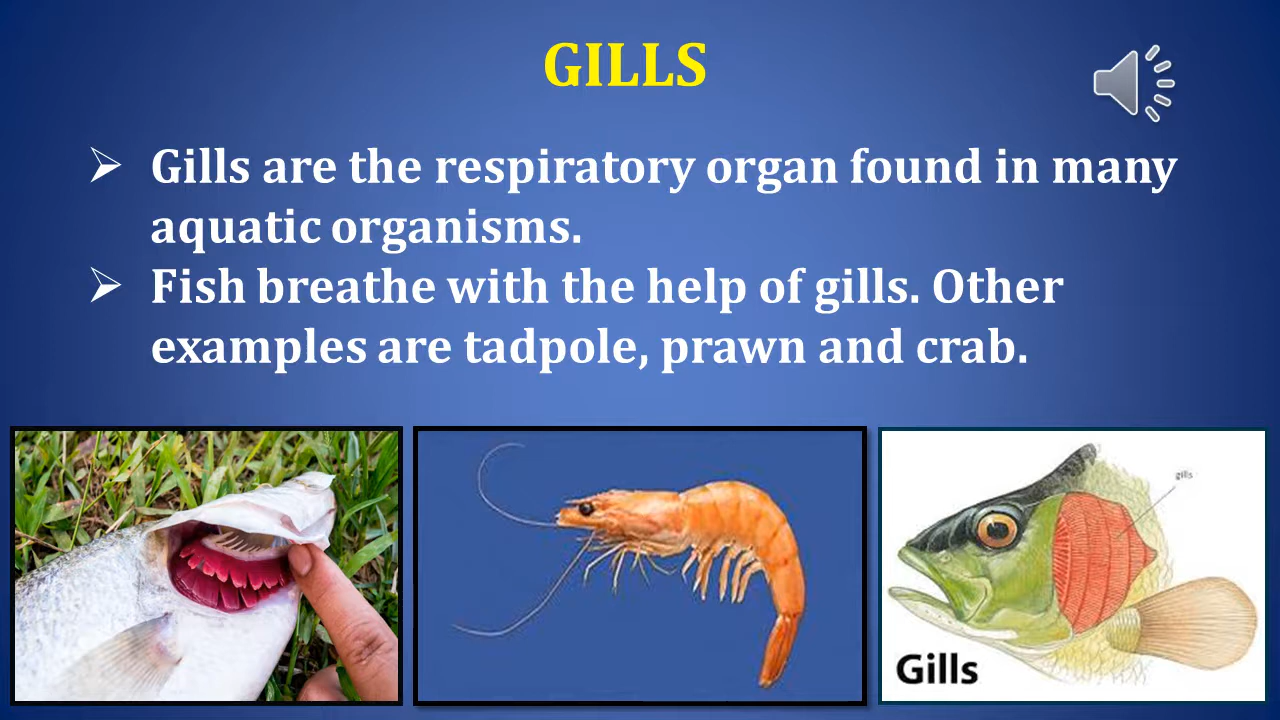 GILLS
➢ Gills are the respiratory organ found in many
aquatic organisms.
➢ Fish breathe with the help of gills. Other
examples are tadpole, prawn and crab.
gills
Gills